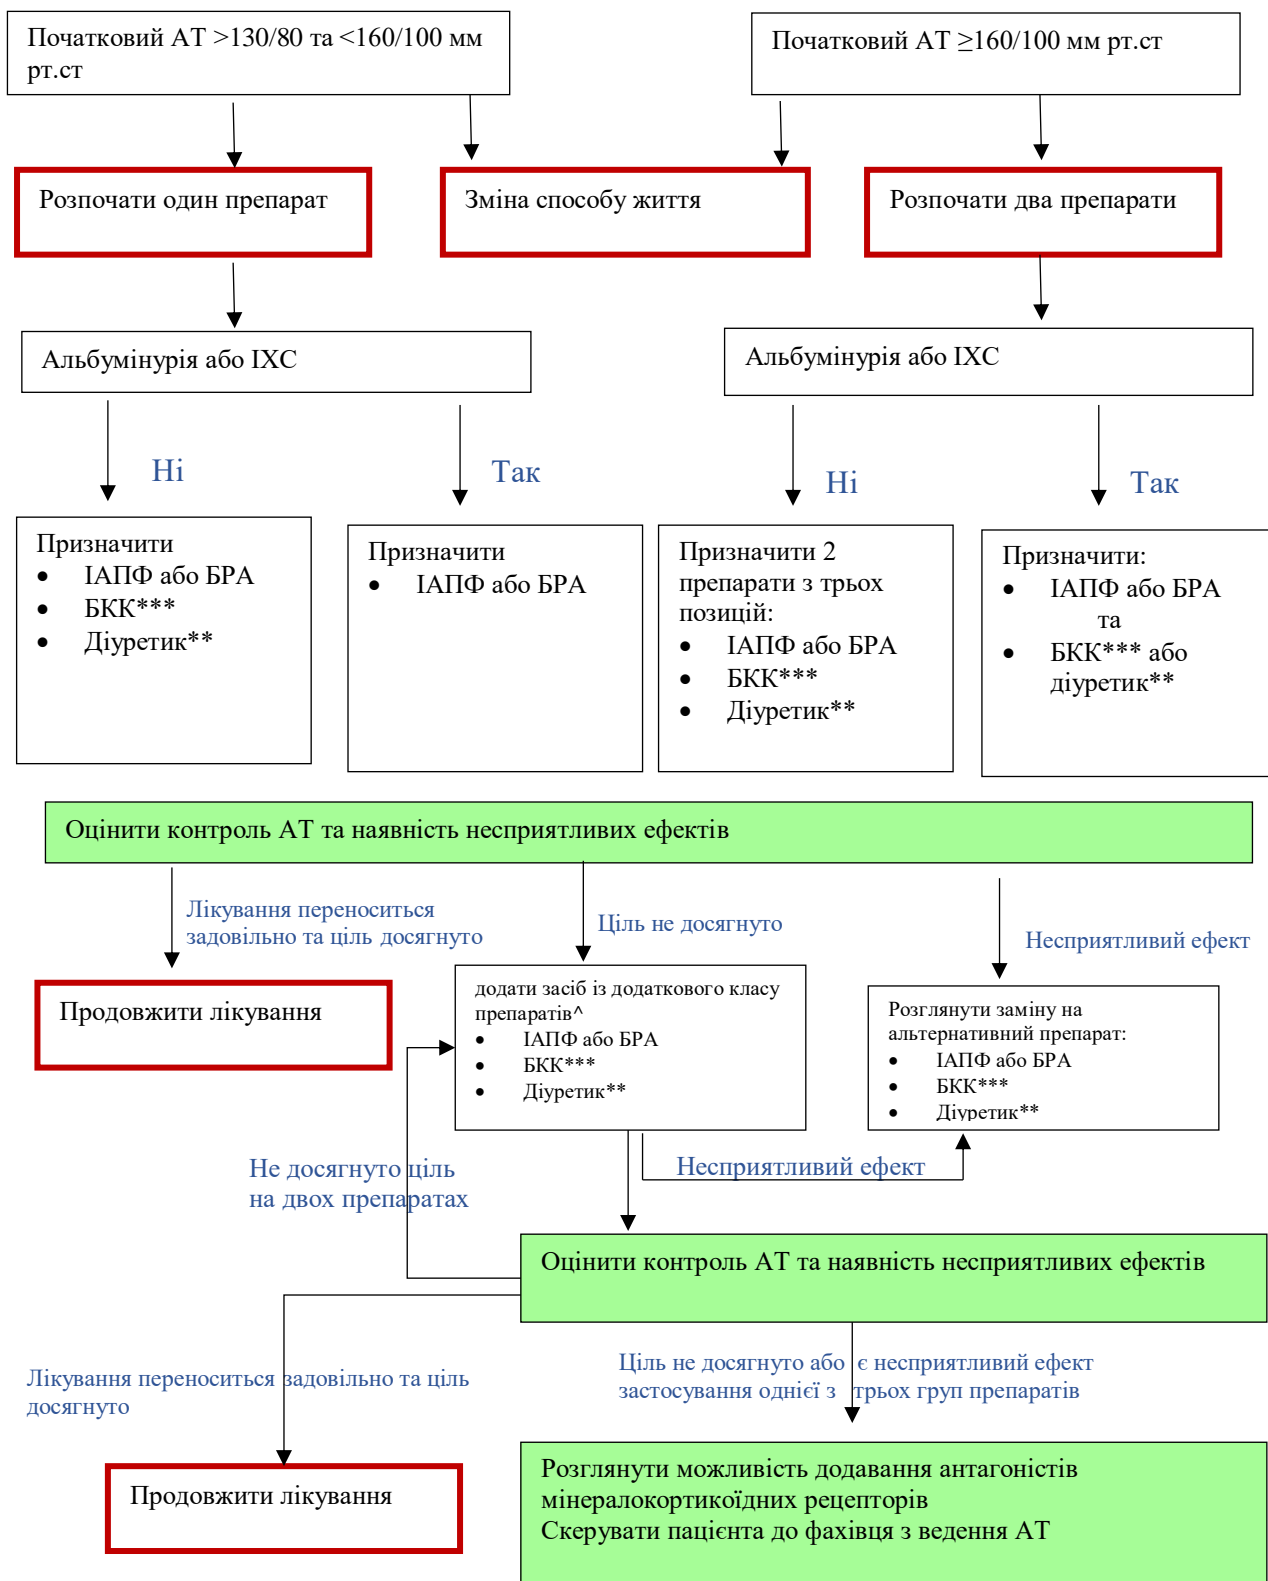 Початковий АТ >130/80 та <160/100 мм
рт.ст
Початковий АТ ≥160/100 мм рт.ст
Розпочати один препарат
Зміна способу життя
Розпочати два препарати
Альбумінурія або ІХС
Альбумінурія або ІХС
Ні
Так
Ні
Так
Призначити
• ІАПФ або БРА
• БКК***
• Діуретик**
Призначити
• ІАПФ або БРА
Призначити 2
препарати з трьох
позицій:
• ІАПФ або БРА
• БКК***
• Діуретик**
Призначити:
• ІАПФ або БРА
та
• БКК*** або
діуретик**
Оцінити контроль АТ та наявність несприятливих ефектів
Лікування переноситься
задовільно та ціль досягнуто
Ціль не досягнуто
Несприятливий ефект
Продовжити лікування
додати засіб із додаткового класу
препаратів^
• ІАПФ або БРА
• БКК***
• Діуретик**
Розглянути заміну на
альтернативний препарат:
• ІАПФ або БРА
• БКК***
• Діуретик**
Не досягнуто ціль
на двох препаратах
Несприятливий ефект
Оцінити контроль АТ та наявність несприятливих ефектів
Лікування переноситься задовільно та ціль
досягнуто
Ціль не досягнуто або є несприятливий ефект
застосування однієї з трьох груп препаратів
Продовжити лікування
Розглянути можливість додавання антагоністів
мінералокортикоїдних рецепторів
Скерувати пацієнта до фахівця з ведення АТ